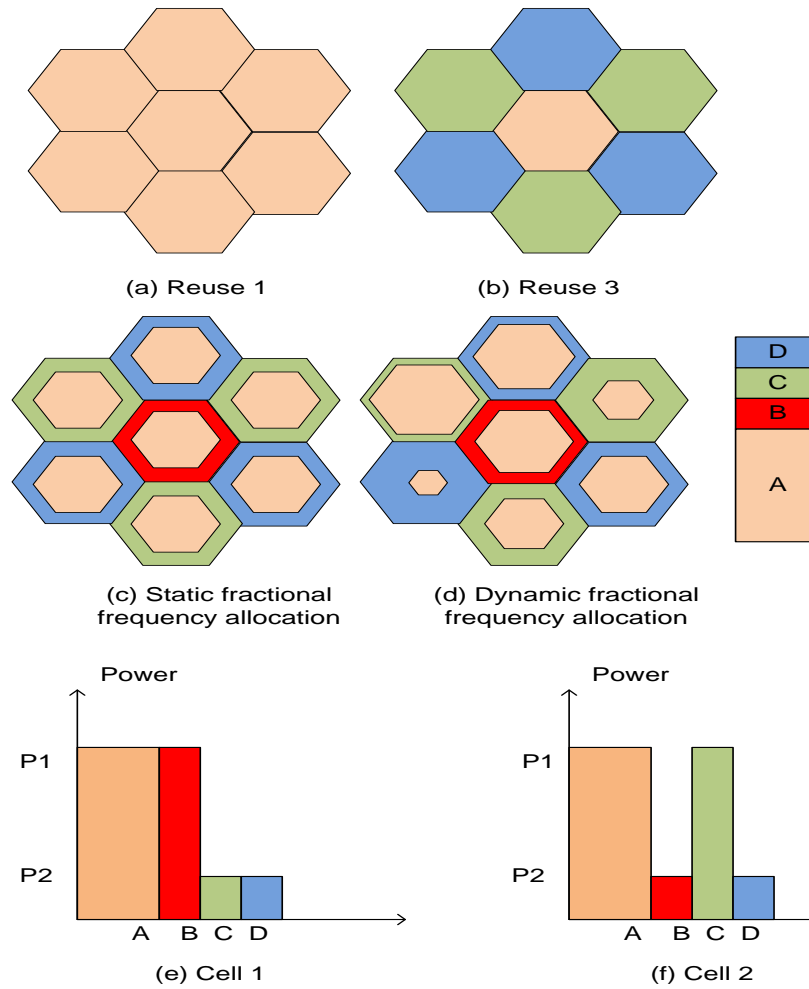 (a) Reuse 1
(b) Reuse 3
D
C
B
A
(c) Static fractional
frequency allocation
(d) Dynamic fractional
frequency allocation
Power
P1
P2
A B C D
(e) Cell 1
Power
P1
P2
A B C D
(f) Cell 2